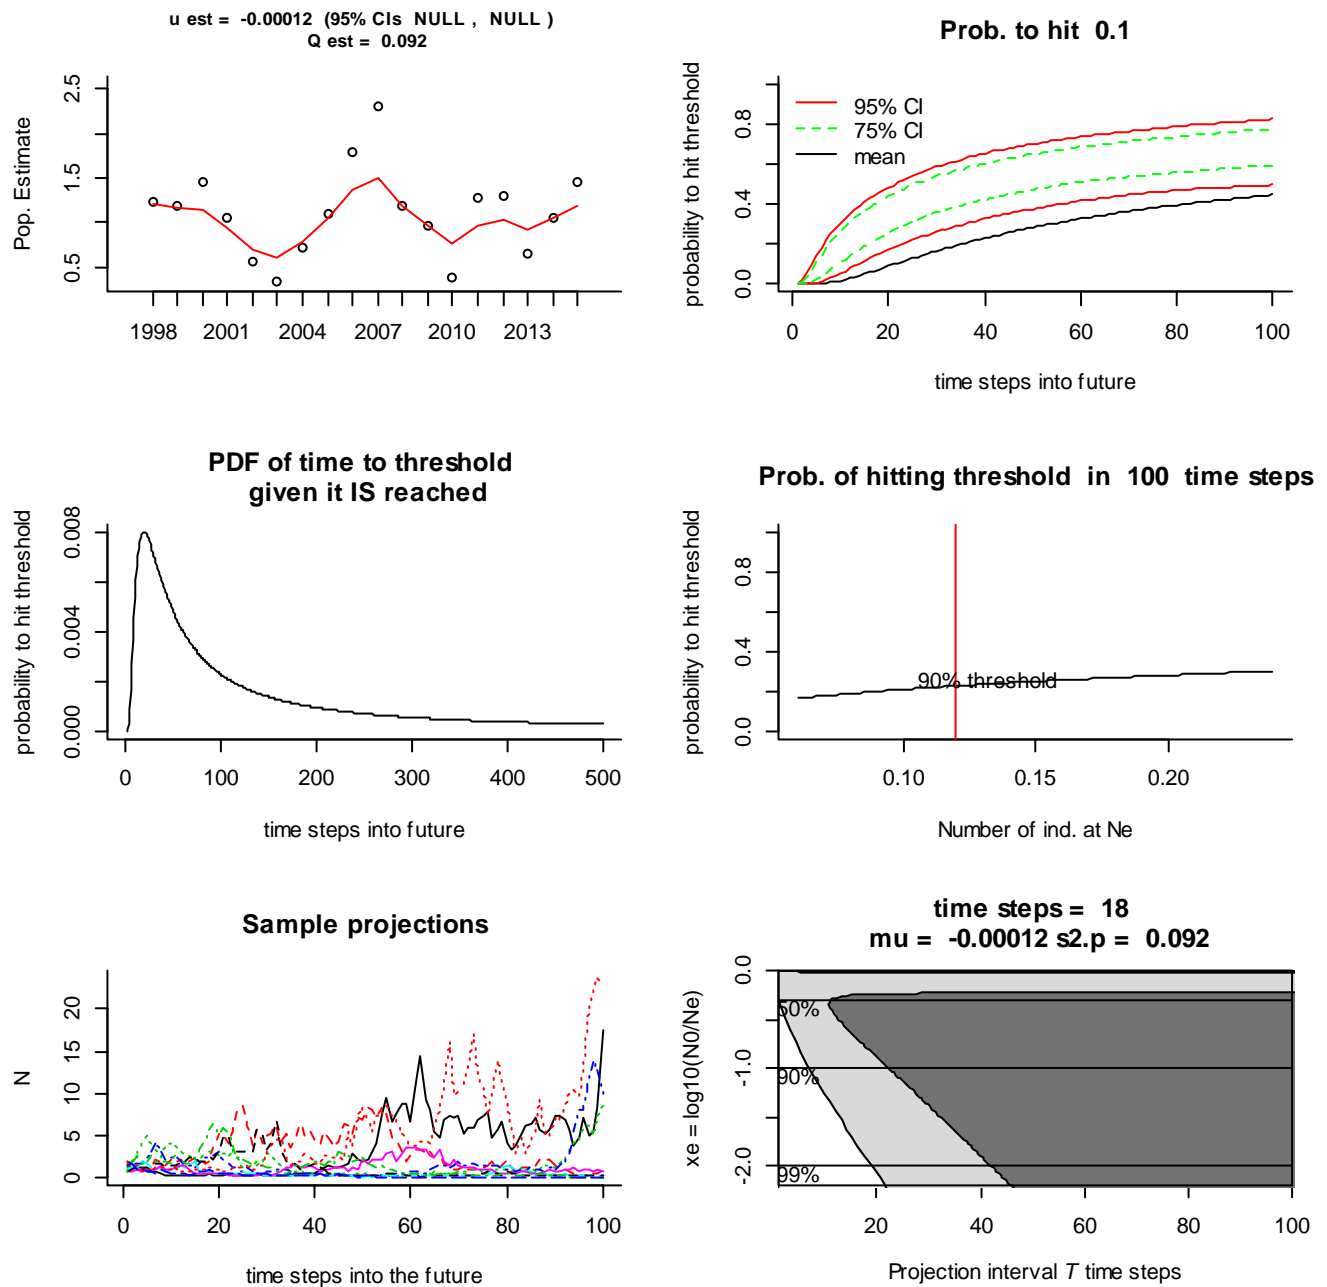 u est = -0.00012 (95% CIs NULL , NULL )
Q est = 0.092
Pop. Estimate
2.5
1.5
0.5
1998 2001 2004 2007 2010 2013
Prob. to hit 0.1
probability to hit threshold
0.8
0.4
0.0
95% CI
75% CI
mean
0 20 40 60 80 100
time steps into future
PDF of time to threshold
given it IS reached
probability to hit threshold
0.008
0.004
0.000
0 100 200 300 400 500
time steps into future
Prob. of hitting threshold in 100 time steps
probability to hit threshold
0.8
0.4
0.0
90% threshold
0.10 0.15 0.20
Number of ind. at Ne
Sample projections
N
20
15
10
5
0
0 20 40 60 80 100
time steps into the future
time steps = 18
mu = -0.00012 s2.p = 0.092
xe = log10(N0/Ne)
0.0
-1.0
-2.0
50%
90%
99%
20 40 60 80 100
Projection interval T time steps